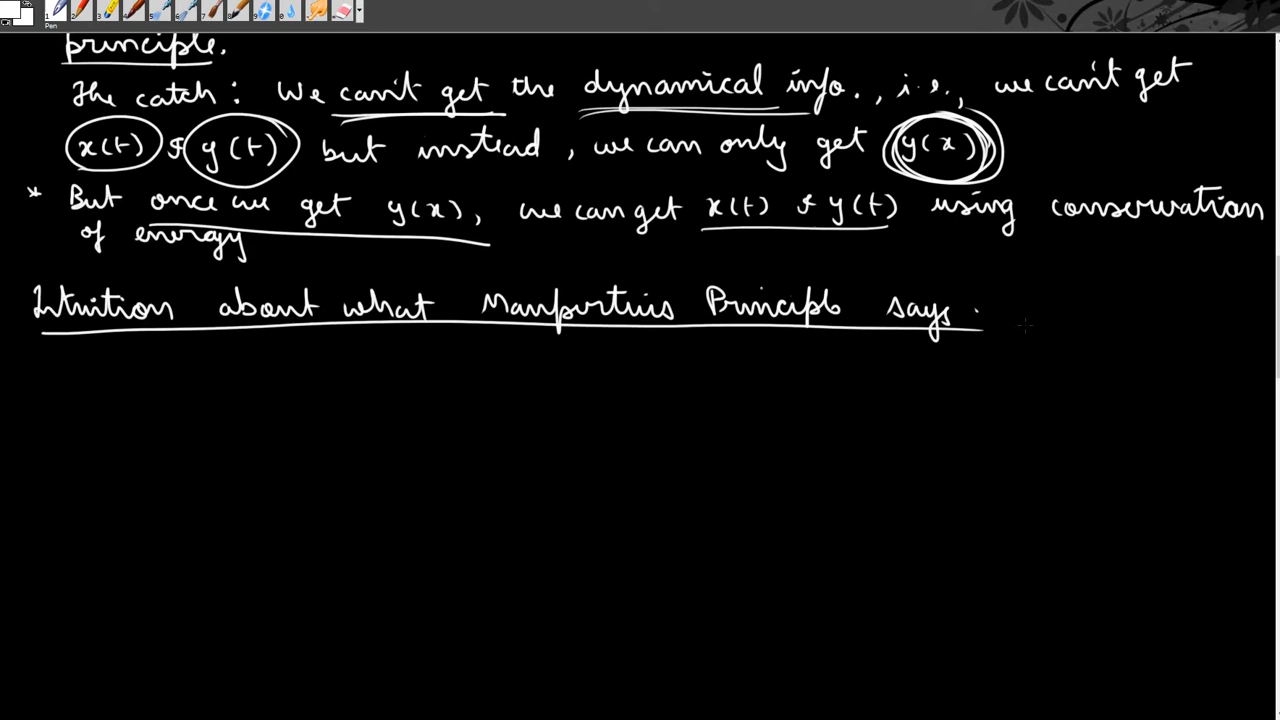 principle.
The catch: We can't get the dynamical info., i.e., we can't get
x(t) & y(t) but instead, we can only get y(x)
* But once we get y(x), we can get x(t) & y(t) using conservation
of energy
Intuition about what Manpertuis Principle says.